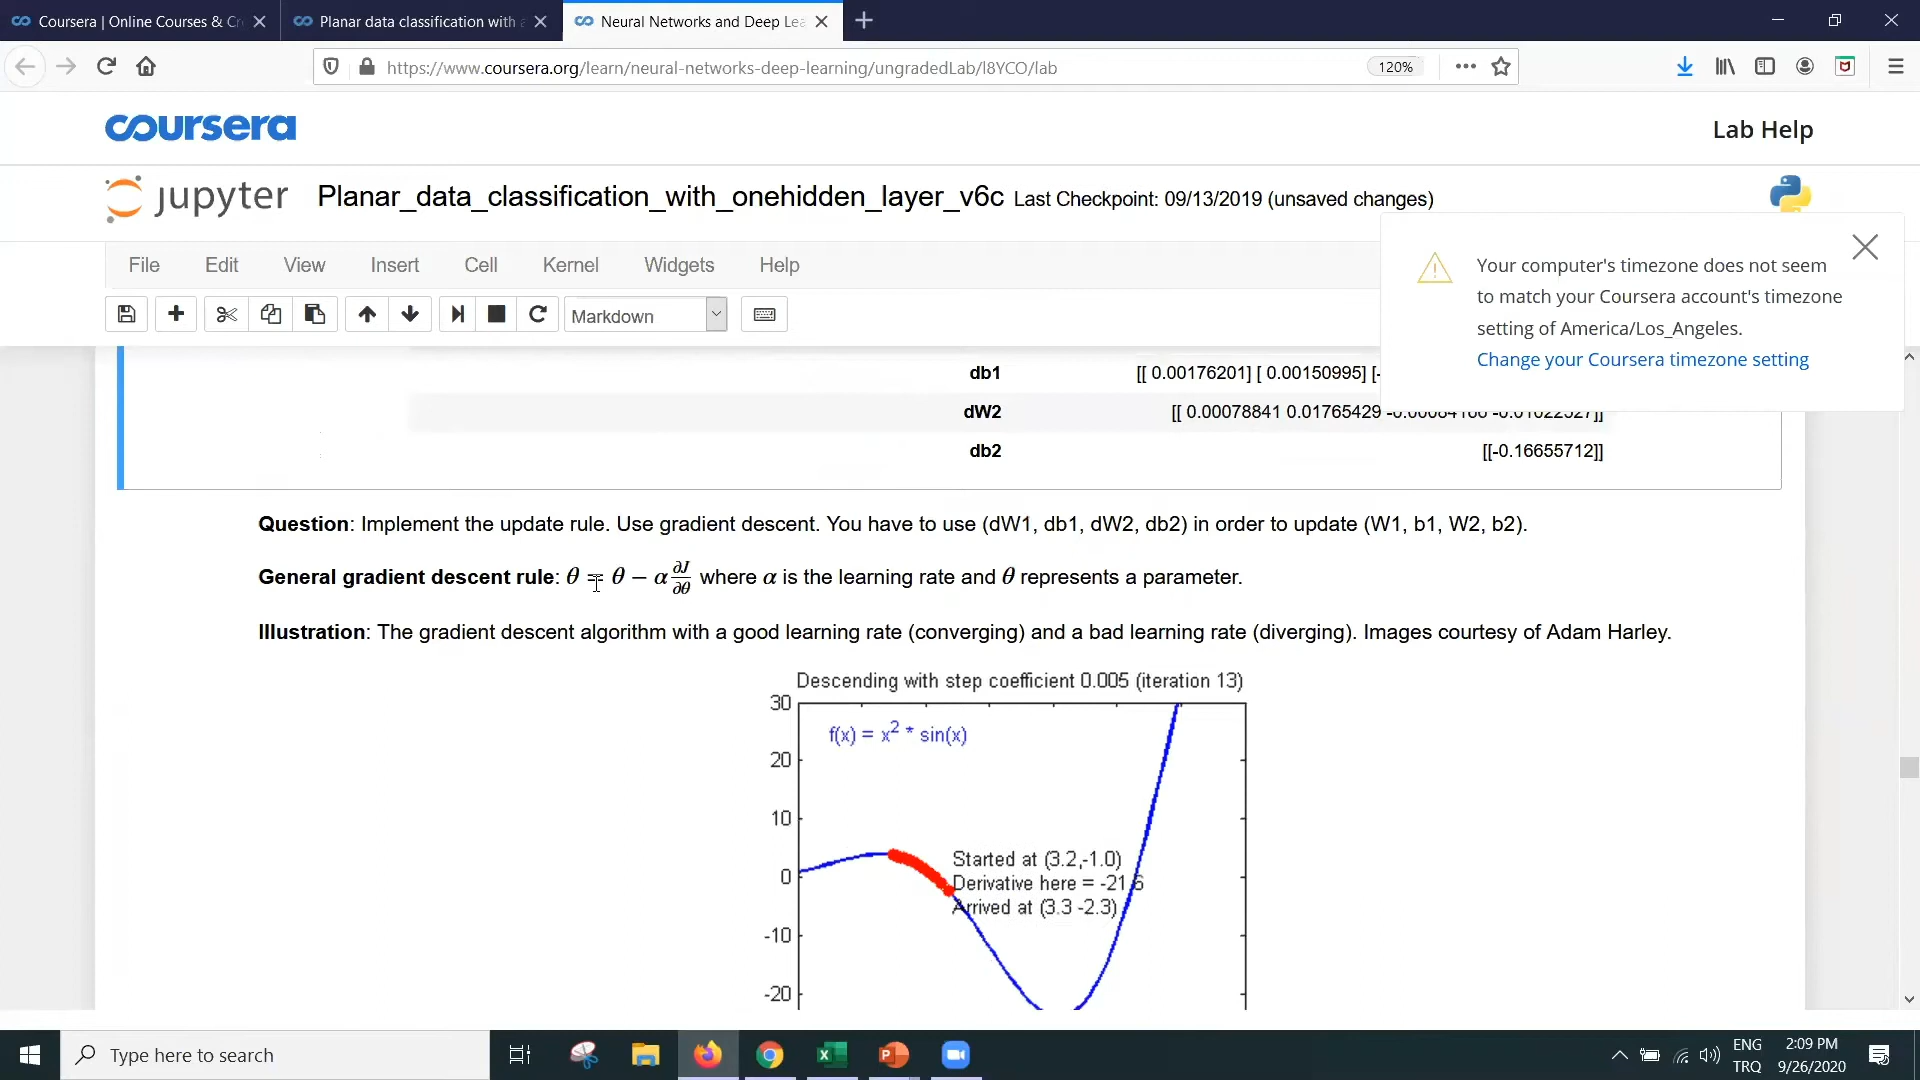 Coursera | Online Courses & Cr
Planar data classification with a
Neural Networks and Deep Lea
https://www.coursera.org/learn/neural-networks-deep-learning/ungradedLab/l8YCO/lab
120%
coursera
Lab Help
jupyter
Planar_data_classification_with_onehidden_layer_v6c Last Checkpoint: 09/13/2019 (unsaved changes)
File Edit View Insert Cell Kernel Widgets Help
Markdown
Your computer's timezone does not seem
to match your Coursera account's timezone
setting of America/Los_Angeles.
Change your Coursera timezone setting
db1 [[ 0.00176201] [ 0.00150995] [-
dW2 [[ 0.00078841 0.01765429 -0.00084166 -0.01022527]]
db2 [[-0.16655712]]
Question: Implement the update rule. Use gradient descent. You have to use (dW1, db1, dW2, db2) in order to update (W1, b1, W2, b2).
General gradient descent rule: θ = θ − α ∂J/∂θ where α is the learning rate and θ represents a parameter.
Illustration: The gradient descent algorithm with a good learning rate (converging) and a bad learning rate (diverging). Images courtesy of Adam Harley.
Descending with step coefficient 0.005 (iteration 13)
30
f(x) = x² * sin(x)
20
10
Started at (3.2,-1.0)
0
Derivative here = -21.6
Arrived at (3.3 -2.3)
-10
-20
Type here to search
ENG
TRQ
2:09 PM
9/26/2020